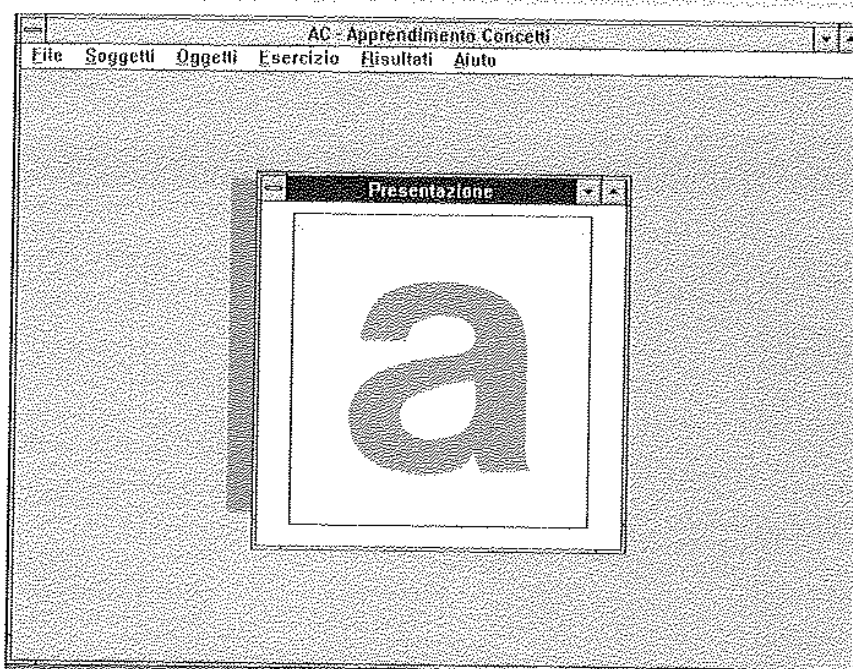 AC - Apprendimento Concetti
File Soggetti Oggetti Esercizio Risultati Aiuto
Presentazione
a